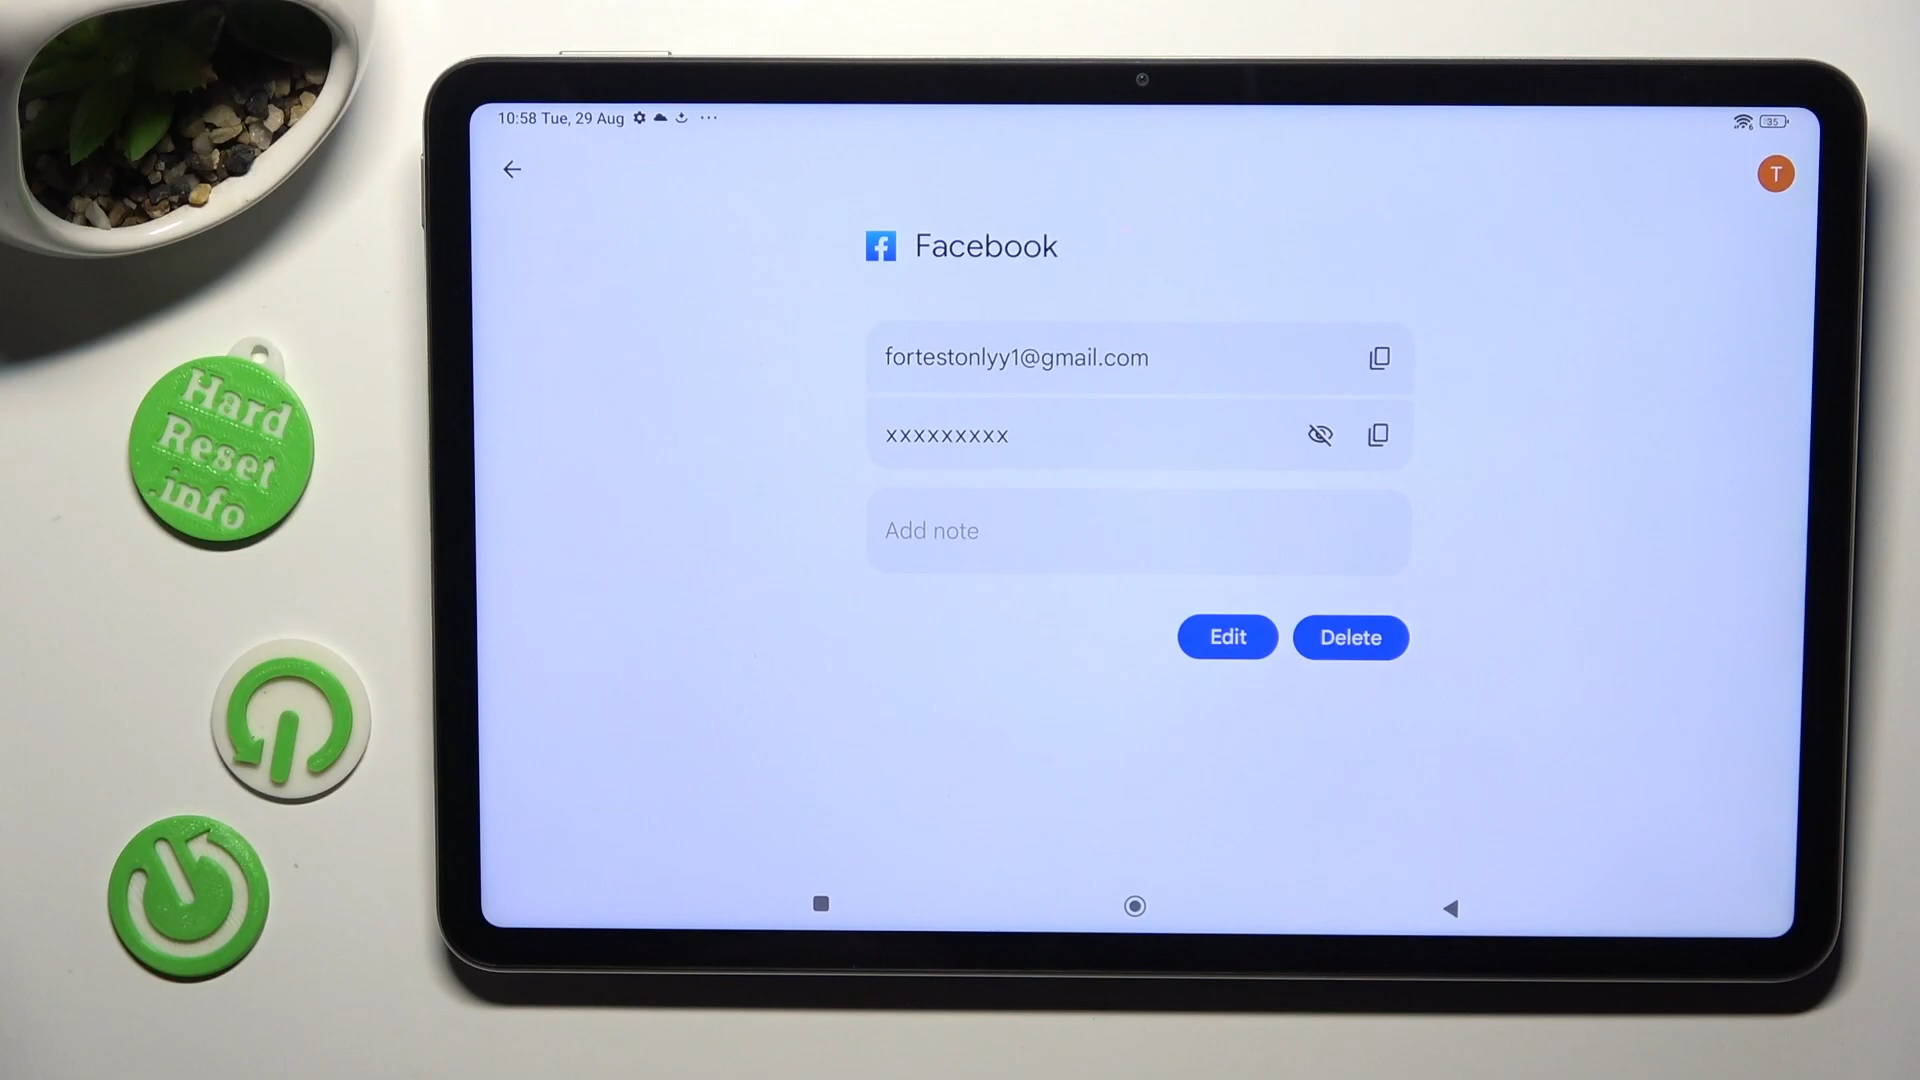 10:58 Tue, 29 Aug
35
T
Facebook
fortestonlyy1@gmail.com
xxxxxxxxx
Add note
Edit
Delete
Hard
Reset
.info